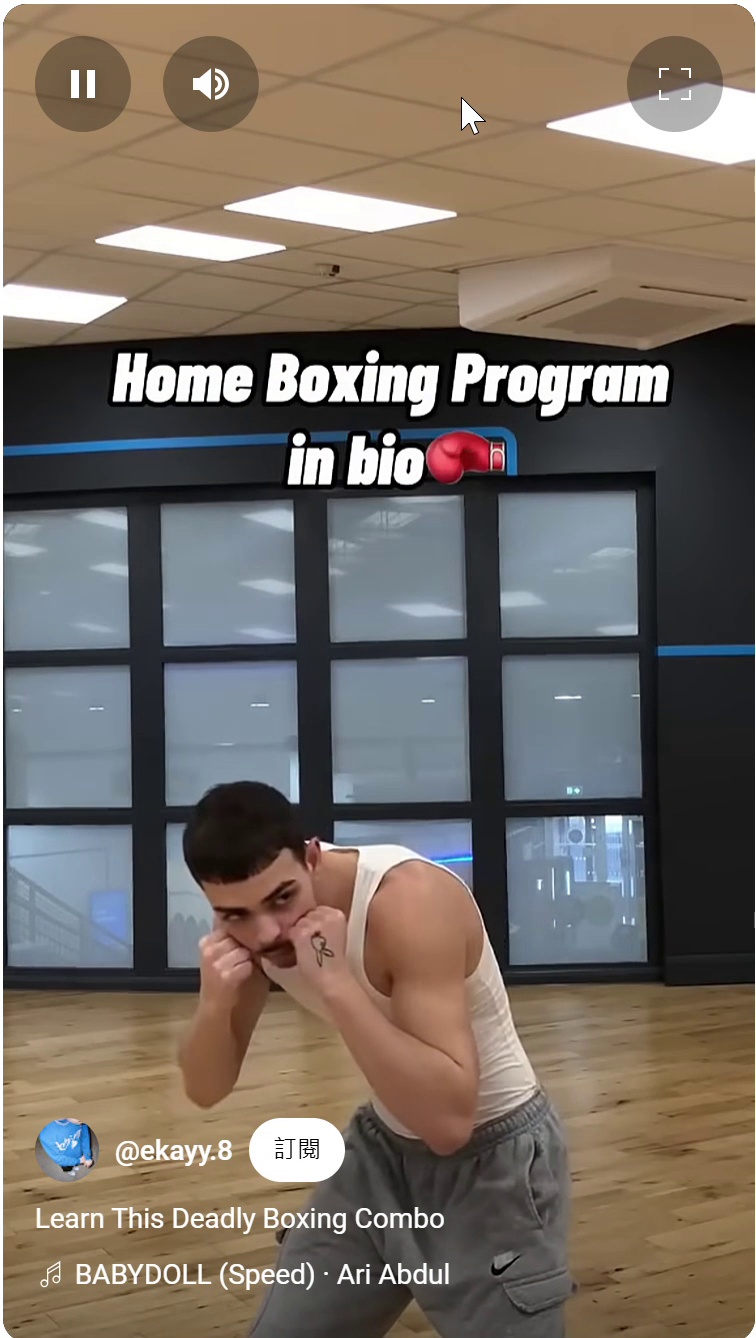 Home Boxing Program
in bio
@ekayy.8
訂閱
Learn This Deadly Boxing Combo
BABYDOLL (Speed) · Ari Abdul